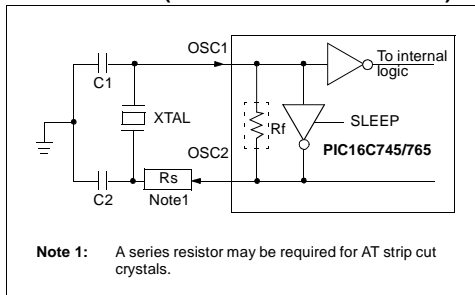 OSC1
To internal
logic
C1
XTAL
SLEEP
Rf
OSC2
PIC16C745/765
Rs
C2
Note1
Note 1: A series resistor may be required for AT strip cut
crystals.